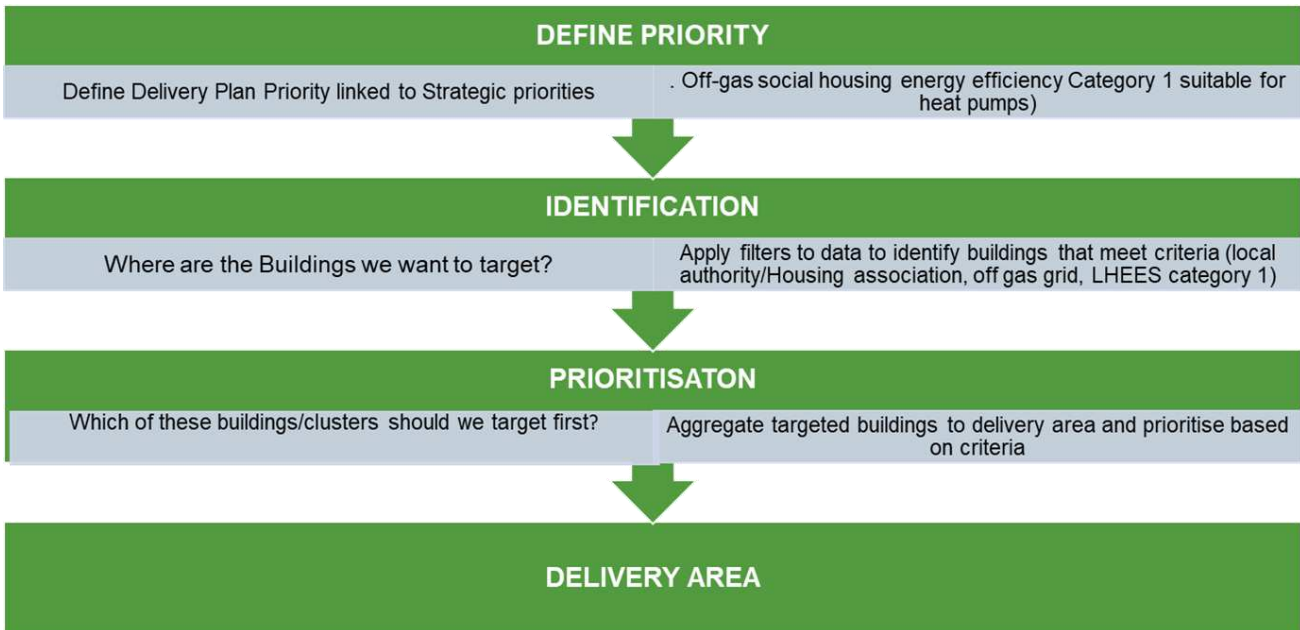 DEFINE PRIORITY
Define Delivery Plan Priority linked to Strategic priorities
. Off-gas social housing energy efficiency Category 1 suitable for
heat pumps)
IDENTIFICATION
Where are the Buildings we want to target?
Apply filters to data to identify buildings that meet criteria (local
authority/Housing association, off gas grid, LHEES category 1)
PRIORITISATON
Which of these buildings/clusters should we target first?
Aggregate targeted buildings to delivery area and prioritise based
on criteria
DELIVERY AREA